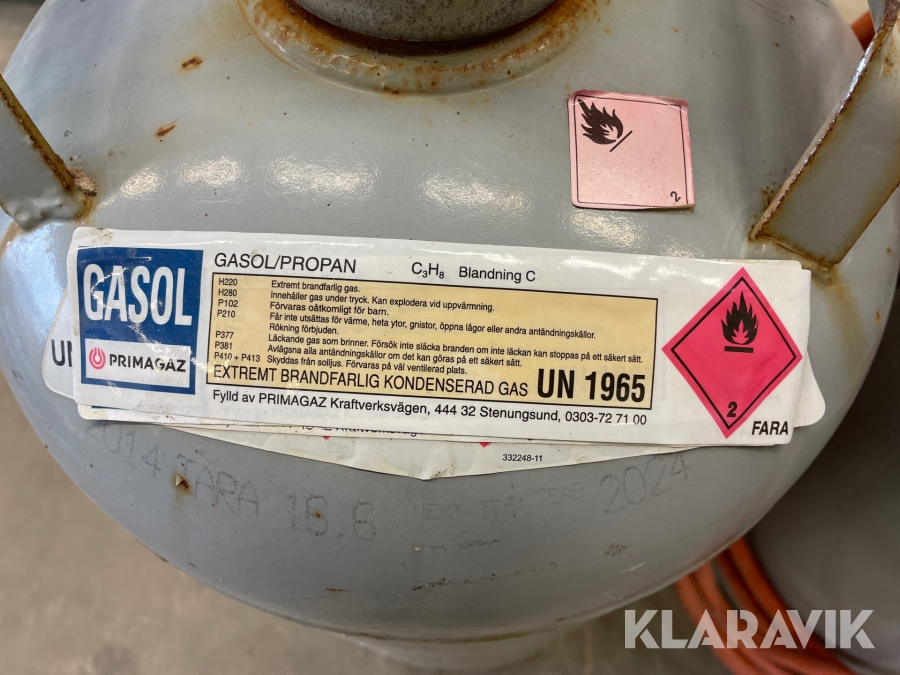 2
GASOL
PRIMAGAZ
GASOL/PROPAN C₃H₈ Blandning C
H220 Extremt brandfarlig gas.
H280 Innehåller gas under tryck. Kan explodera vid uppvärmning.
P102 Förvaras oåtkomligt för barn.
P210 Får inte utsättas för värme, heta ytor, gnistor, öppna lågor eller andra antändningskällor.
Rökning förbjuden.
P377 Läckande gas som brinner. Försök inte släcka branden om inte läckan kan stoppas på ett säkert sätt.
P381 Avlägsna alla antändningskällor om det kan göras på ett säkert sätt.
P410 + P413 Skyddas från solljus. Förvaras på väl ventilerad plats.
EXTREMT BRANDFARLIG KONDENSERAD GAS UN 1965
Fylld av PRIMAGAZ Kraftverksvägen, 444 32 Stenungsund, 0303-72 71 00
2
FARA
332248-11
2014 TARA 16.6 NEXT 2024
KLARAVIK